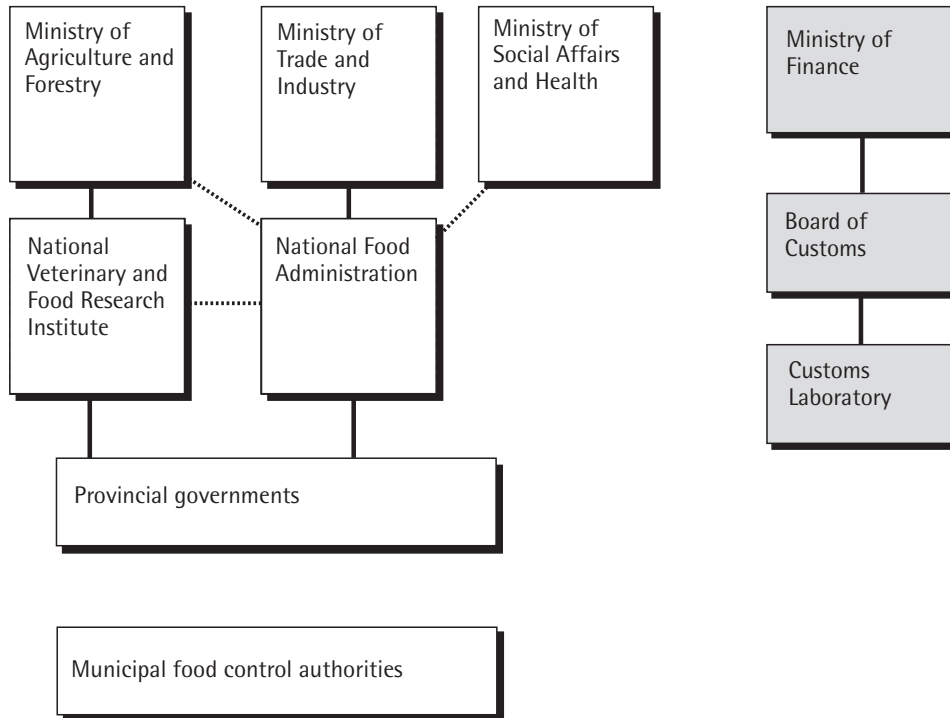 Ministry of
Agriculture and
Forestry
Ministry of
Trade and
Industry
Ministry of
Social Affairs
and Health
Ministry of
Finance
National
Veterinary and
Food Research
Institute
National Food
Administration
Board of
Customs
Customs
Laboratory
Provincial governments
Municipal food control authorities